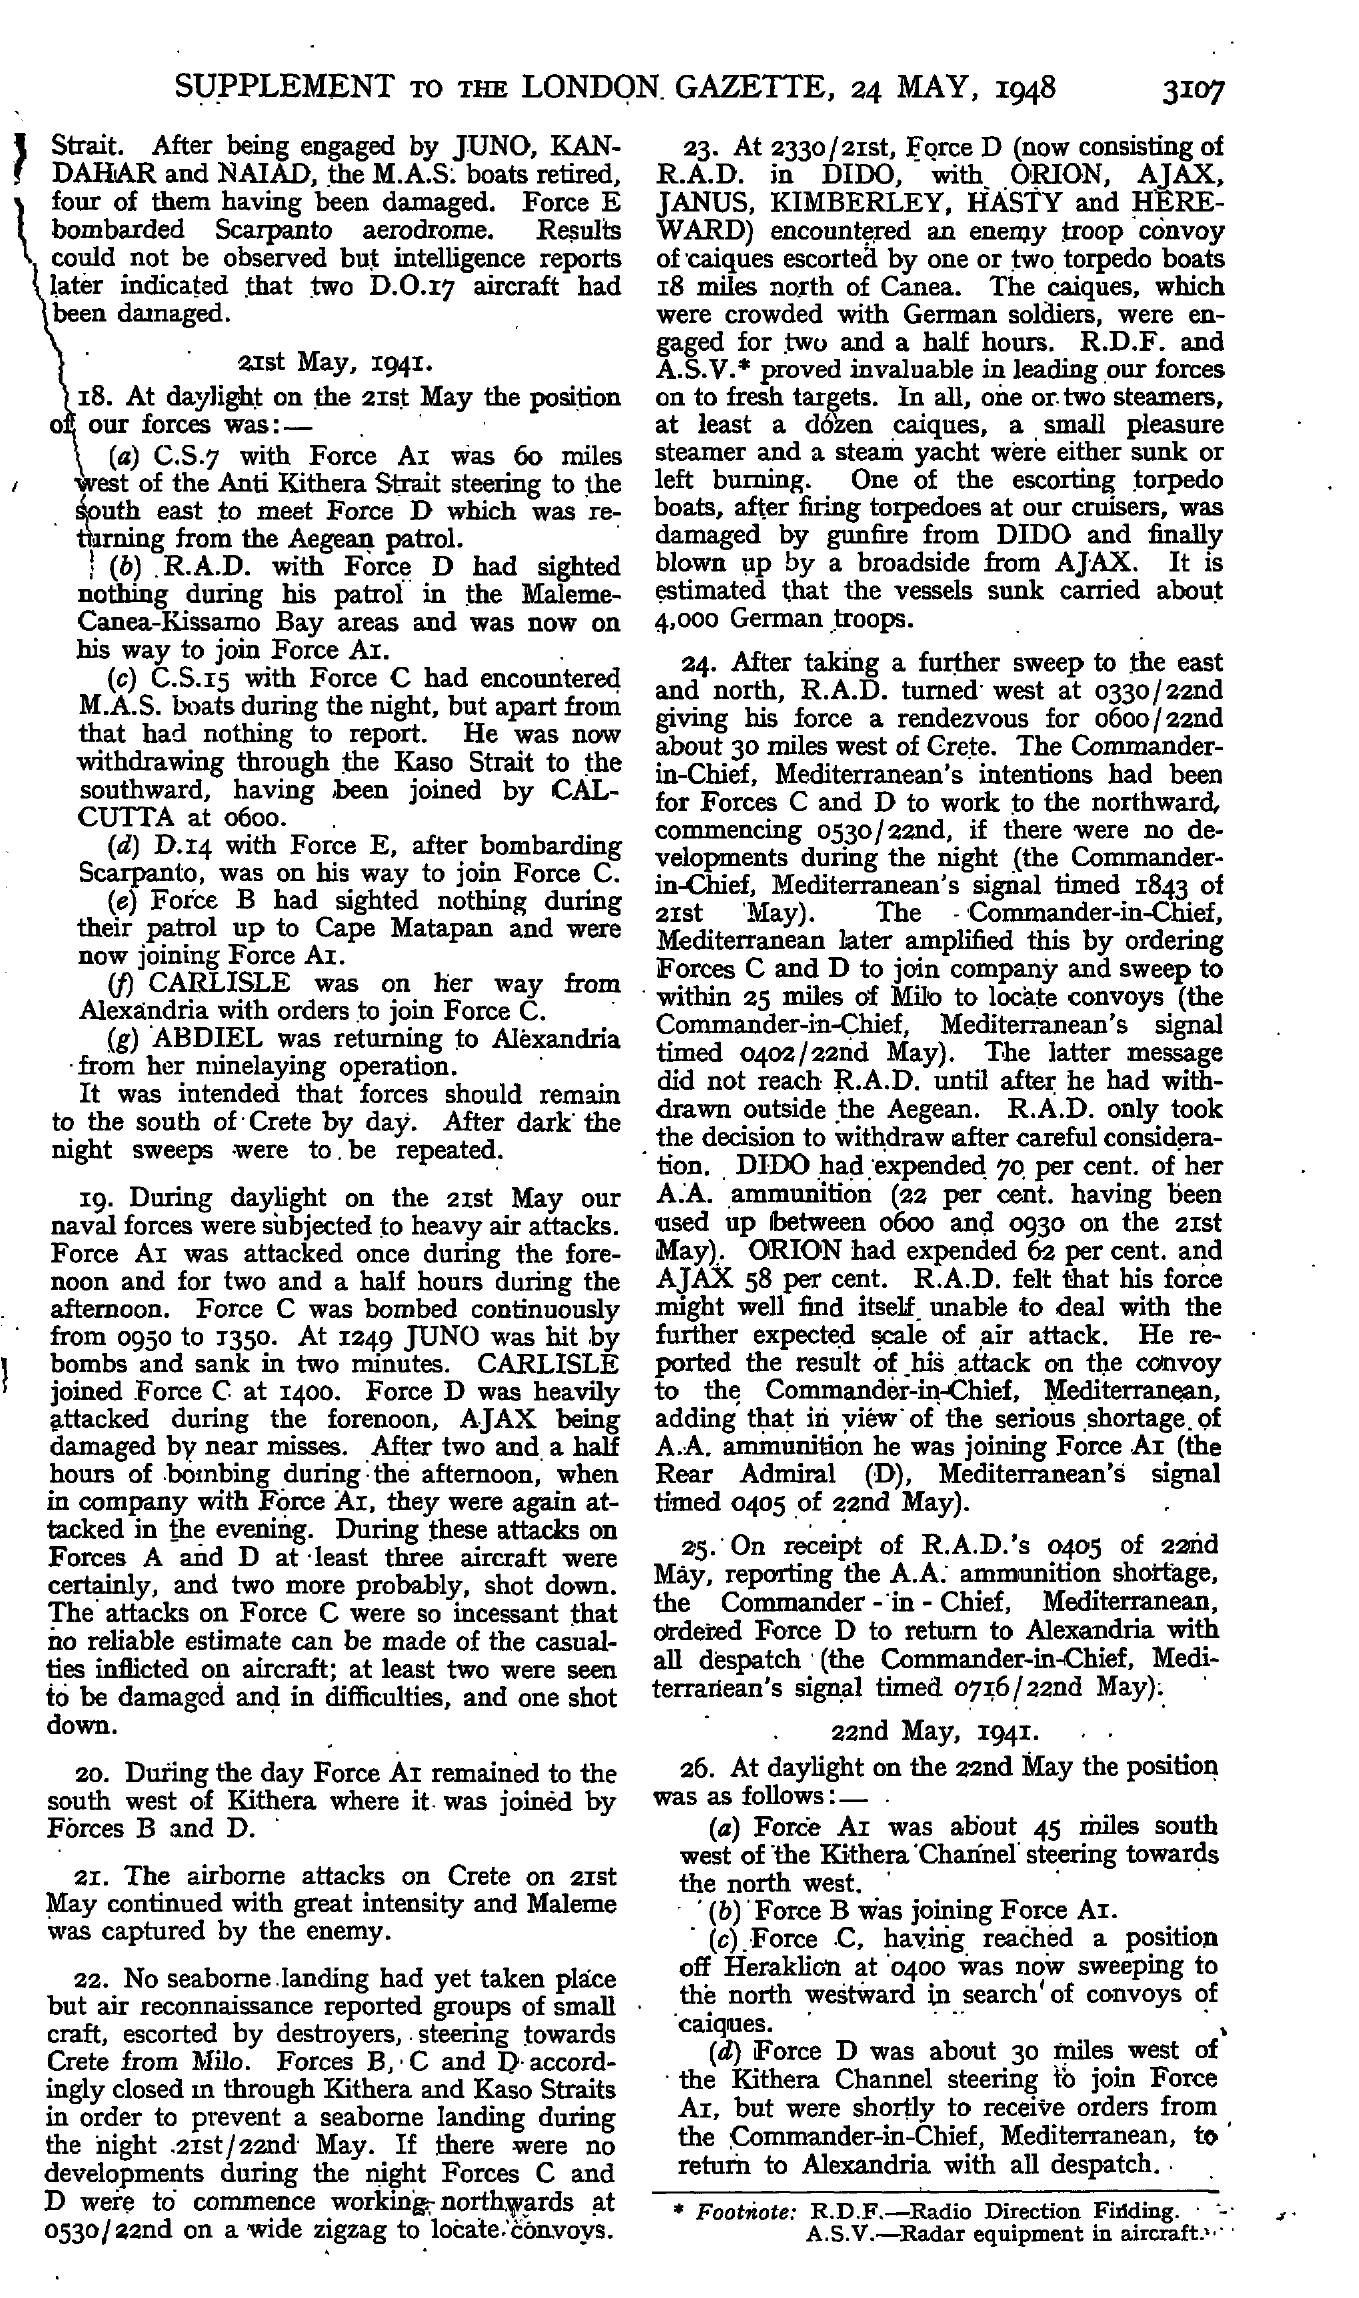 SUPPLEMENT TO THE LONDON GAZETTE, 24 MAY, 1948 3107
Strait. After being engaged by JUNO, KAN-
DAHAR and NAIAD, the M.A.S. boats retired,
four of them having been damaged. Force E
bombarded Scarpanto aerodrome. Results
could not be observed but intelligence reports
later indicated that two D.O.17 aircraft had
been damaged.
21st May, 1941.
18. At daylight on the 21st May the position
of our forces was:—
(a) C.S.7 with Force A1 was 60 miles
west of the Anti Kithera Strait steering to the
south east to meet Force D which was re-
turning from the Aegean patrol.
(b) R.A.D. with Force D had sighted
nothing during his patrol in the Maleme-
Canea-Kissamo Bay areas and was now on
his way to join Force A1.
(c) C.S.15 with Force C had encountered
M.A.S. boats during the night, but apart from
that had nothing to report. He was now
withdrawing through the Kaso Strait to the
southward, having been joined by CAL-
CUTTA at 0600.
(d) D.14 with Force E, after bombarding
Scarpanto, was on his way to join Force C.
(e) Force B had sighted nothing during
their patrol up to Cape Matapan and were
now joining Force A1.
(f) CARLISLE was on her way from
Alexandria with orders to join Force C.
(g) ABDIEL was returning to Alexandria
from her minelaying operation.
It was intended that forces should remain
to the south of Crete by day. After dark the
night sweeps were to be repeated.
19. During daylight on the 21st May our
naval forces were subjected to heavy air attacks.
Force A1 was attacked once during the fore-
noon and for two and a half hours during the
afternoon. Force C was bombed continuously
from 0950 to 1350. At 1249 JUNO was hit by
bombs and sank in two minutes. CARLISLE
joined Force C at 1400. Force D was heavily
attacked during the forenoon, AJAX being
damaged by near misses. After two and a half
hours of bombing during the afternoon, when
in company with Force A1, they were again at-
tacked in the evening. During these attacks on
Forces A and D at least three aircraft were
certainly, and two more probably, shot down.
The attacks on Force C were so incessant that
no reliable estimate can be made of the casual-
ties inflicted on aircraft; at least two were seen
to be damaged and in difficulties, and one shot
down.
20. During the day Force A1 remained to the
south west of Kithera where it was joined by
Forces B and D.
21. The airborne attacks on Crete on 21st
May continued with great intensity and Maleme
was captured by the enemy.
22. No seaborne landing had yet taken place
but air reconnaissance reported groups of small
craft, escorted by destroyers, steering towards
Crete from Milo. Forces B, C and D accord-
ingly closed in through Kithera and Kaso Straits
in order to prevent a seaborne landing during
the night 21st/22nd May. If there were no
developments during the night Forces C and
D were to commence working northwards at
0530/22nd on a wide zigzag to locate convoys.
23. At 2330/21st, Force D (now consisting of
R.A.D. in DIDO, with ORION, AJAX,
JANUS, KIMBERLEY, HASTY and HERE-
WARD) encountered an enemy troop convoy
of caiques escorted by one or two torpedo boats
18 miles north of Canea. The caiques, which
were crowded with German soldiers, were en-
gaged for two and a half hours. R.D.F. and
A.S.V.* proved invaluable in leading our forces
on to fresh targets. In all, one or two steamers,
at least a dozen caiques, a small pleasure
steamer and a steam yacht were either sunk or
left burning. One of the escorting torpedo
boats, after firing torpedoes at our cruisers, was
damaged by gunfire from DIDO and finally
blown up by a broadside from AJAX. It is
estimated that the vessels sunk carried about
4,000 German troops.
24. After taking a further sweep to the east
and north, R.A.D. turned west at 0330/22nd
giving his force a rendezvous for 0600/22nd
about 30 miles west of Crete. The Commander-
in-Chief, Mediterranean's intentions had been
for Forces C and D to work to the northward,
commencing 0530/22nd, if there were no de-
velopments during the night (the Commander-
in-Chief, Mediterranean's signal timed 1843 of
21st May). The Commander-in-Chief,
Mediterranean later amplified this by ordering
Forces C and D to join company and sweep to
within 25 miles of Milo to locate convoys (the
Commander-in-Chief, Mediterranean's signal
timed 0402/22nd May). The latter message
did not reach R.A.D. until after he had with-
drawn outside the Aegean. R.A.D. only took
the decision to withdraw after careful considera-
tion. DIDO had expended 70 per cent. of her
A.A. ammunition (22 per cent. having been
used up between 0600 and 0930 on the 21st
May). ORION had expended 62 per cent. and
AJAX 58 per cent. R.A.D. felt that his force
might well find itself unable to deal with the
further expected scale of air attack. He re-
ported the result of his attack on the convoy
to the Commander-in-Chief, Mediterranean,
adding that in view of the serious shortage of
A.A. ammunition he was joining Force A1 (the
Rear Admiral (D), Mediterranean's signal
timed 0405 of 22nd May).
25. On receipt of R.A.D.'s 0405 of 22nd
May, reporting the A.A. ammunition shortage,
the Commander - in - Chief, Mediterranean,
ordered Force D to return to Alexandria with
all despatch (the Commander-in-Chief, Medi-
terranean's signal timed 0716/22nd May).
22nd May, 1941.
26. At daylight on the 22nd May the position
was as follows:—
(a) Force A1 was about 45 miles south
west of the Kithera Channel steering towards
the north west.
(b) Force B was joining Force A1.
(c) Force C, having reached a position
off Heraklion at 0400 was now sweeping to
the north westward in search of convoys of
caiques.
(d) Force D was about 30 miles west of
the Kithera Channel steering to join Force
A1, but were shortly to receive orders from
the Commander-in-Chief, Mediterranean, to
return to Alexandria with all despatch.
* Footnote: R.D.F.—Radio Direction Finding.
A.S.V.—Radar equipment in aircraft.